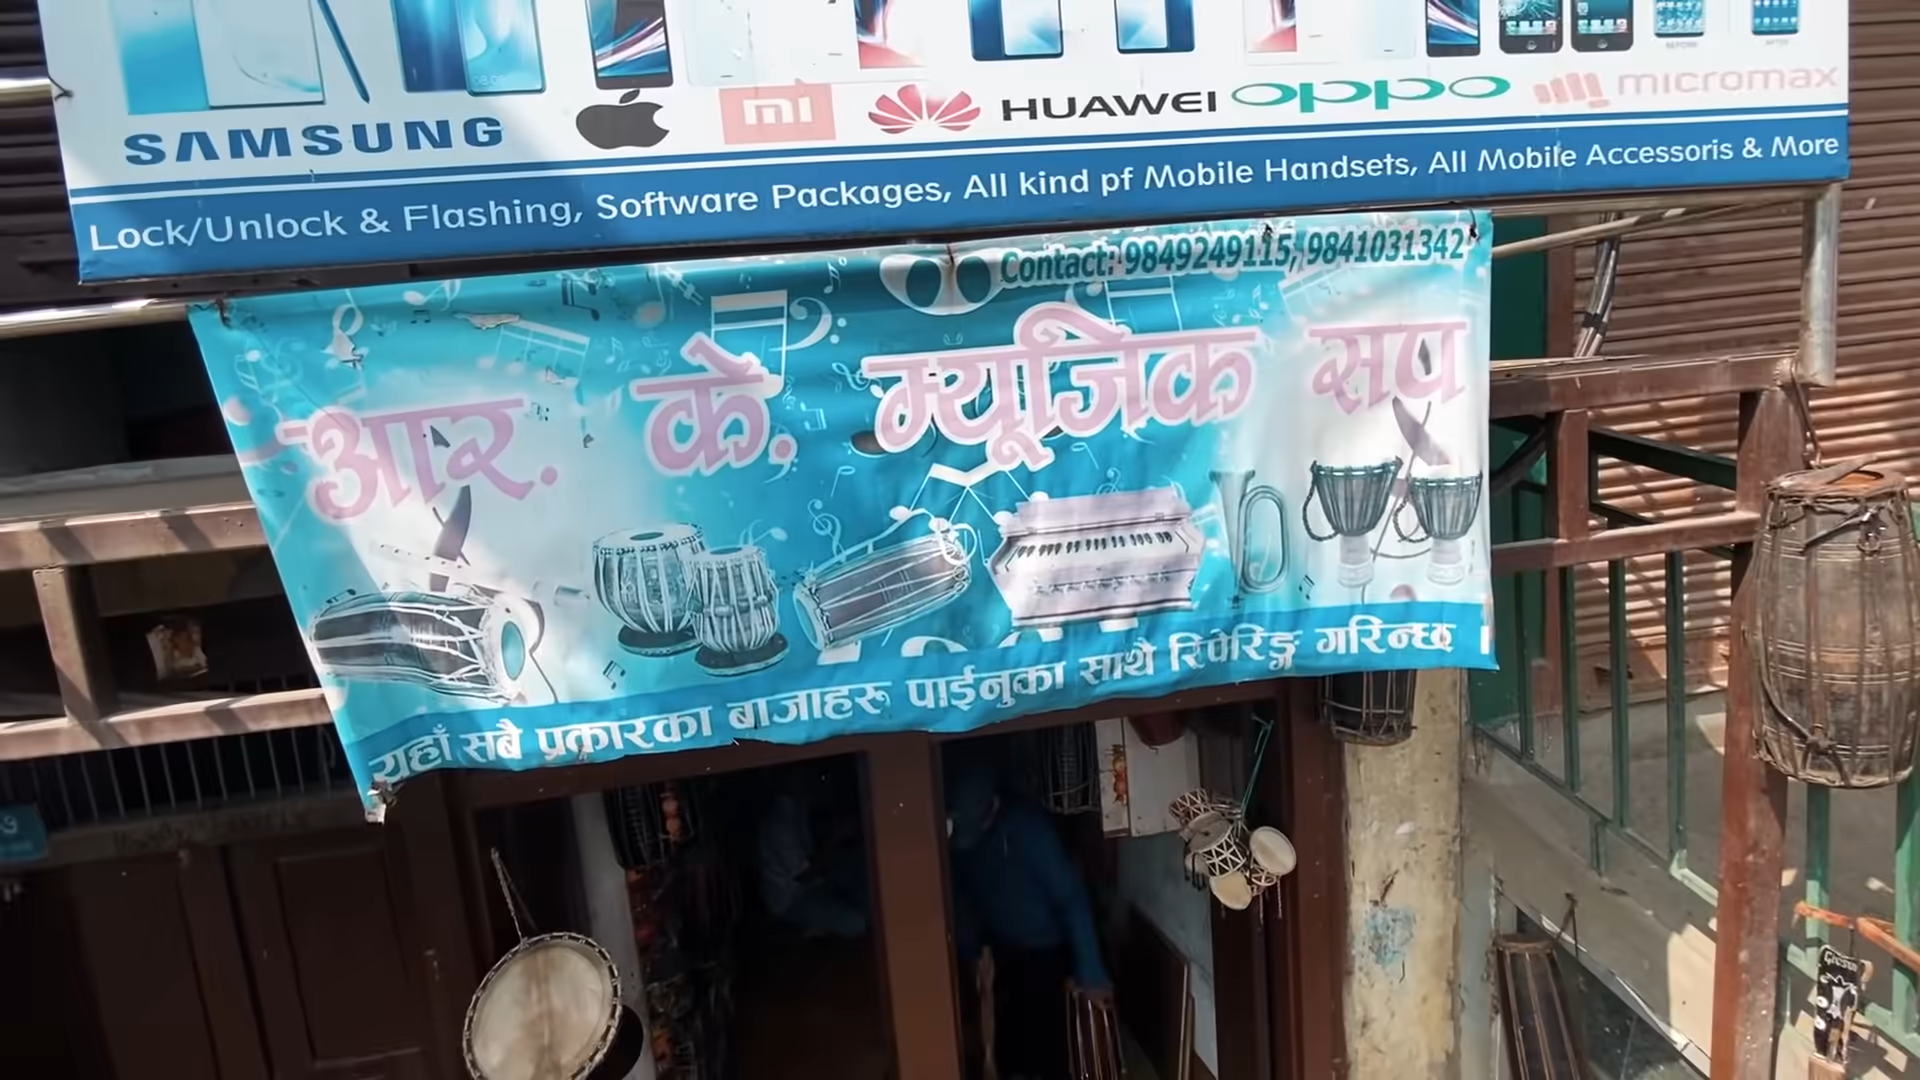 SAMSUNG mi HUAWEI oppo micromax
Lock/Unlock & Flashing, Software Packages, All kind pf Mobile Handsets, All Mobile Accessoris & More
Contact: 9849249115, 9841031342
आर. के. म्यूजिक सप
यहाँ सबै प्रकारका बाजाहरू पाईनुका साथै रिपेरिङ्ग गरिन्छ ।
Gibson